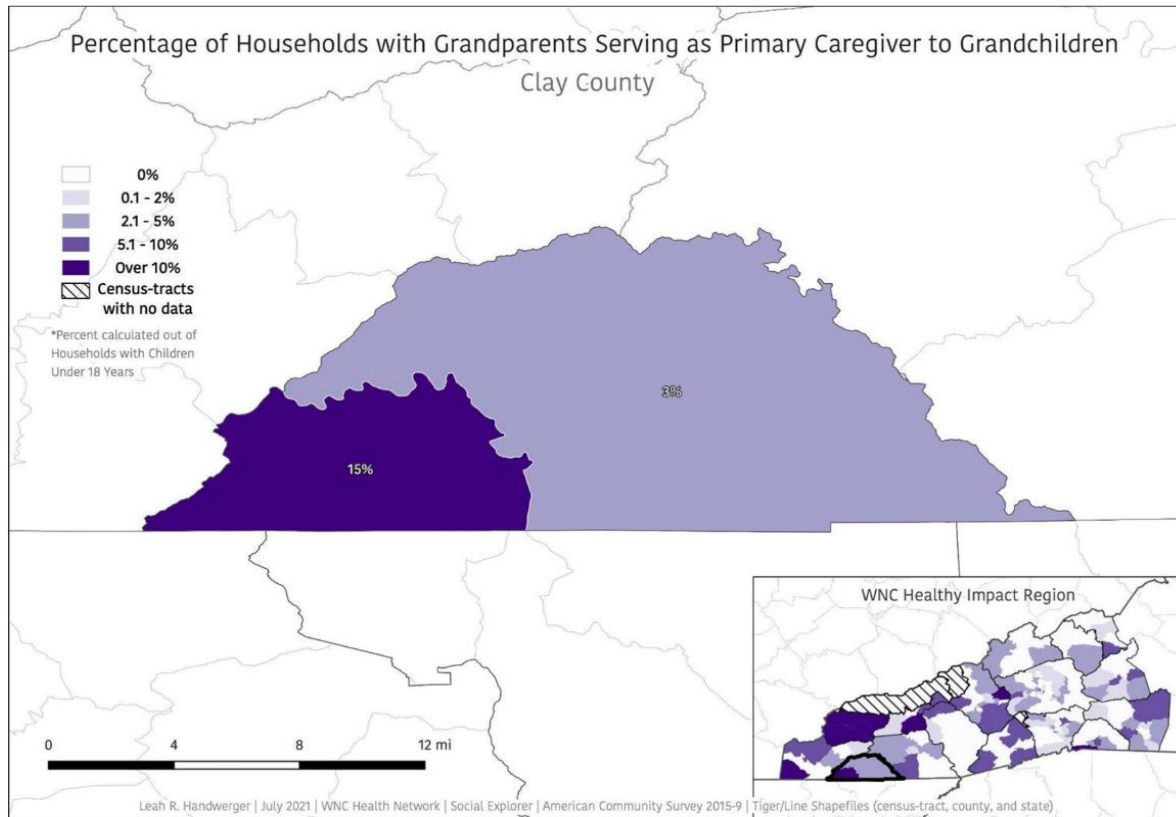 Percentage of Households with Grandparents Serving as Primary Caregiver to Grandchildren
Clay County
0%
0.1 - 2%
2.1 - 5%
5.1 - 10%
Over 10%
Census-tracts
with no data
*Percent calculated out of
Households with Children
Under 18 Years
3%
15%
WNC Healthy Impact Region
0 4 8 12 mi
Leah R. Handwerger | July 2021 | WNC Health Network | Social Explorer | American Community Survey 2015-9 | Tiger/Line Shapefiles (census-tract, county, and state)